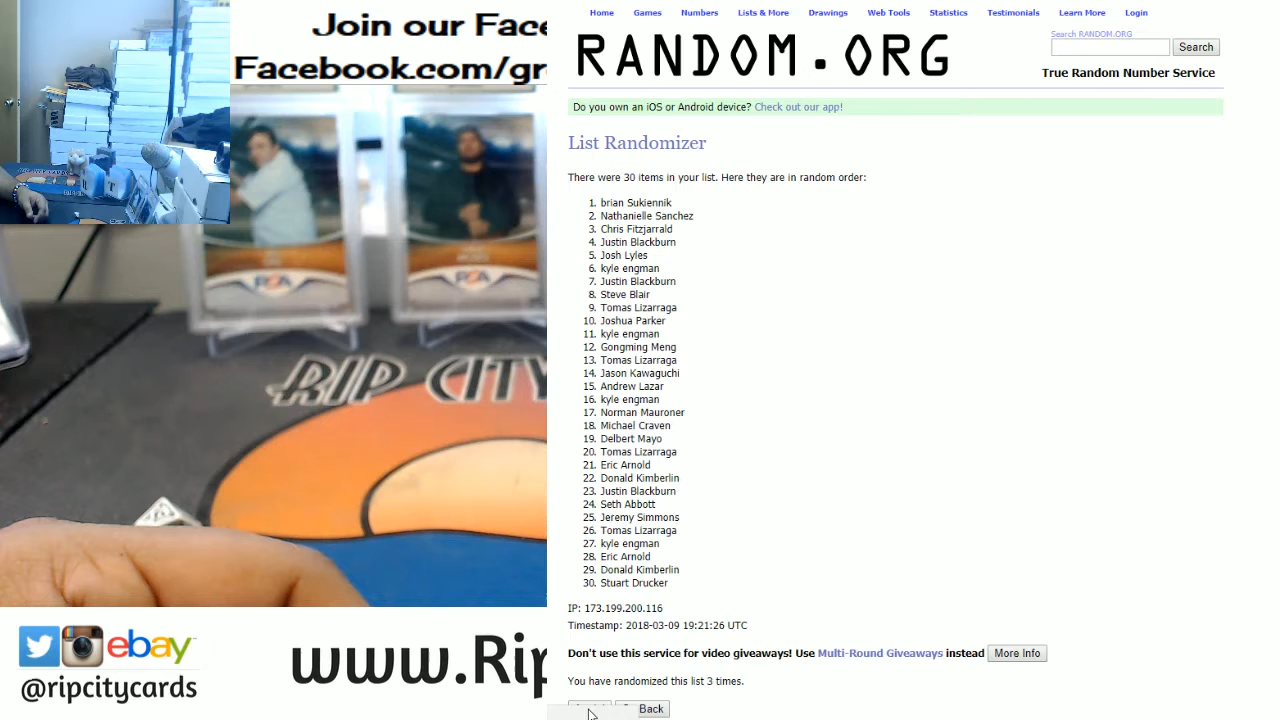 Join our Face
Facebook.com/gr
RIP CITY
@ripcitycards
ebay
www.Rip
Home Games Numbers Lists & More Drawings Web Tools Statistics Testimonials Learn More Login
RANDOM.ORG
Search RANDOM.ORG
Search
True Random Number Service
Do you own an iOS or Android device? Check out our app!
List Randomizer
There were 30 items in your list. Here they are in random order:
1. brian Sukiennik
2. Nathanielle Sanchez
3. Chris Fitzjarrald
4. Justin Blackburn
5. Josh Lyles
6. kyle engman
7. Justin Blackburn
8. Steve Blair
9. Tomas Lizarraga
10. Joshua Parker
11. kyle engman
12. Gongming Meng
13. Tomas Lizarraga
14. Jason Kawaguchi
15. Andrew Lazar
16. kyle engman
17. Norman Mauroner
18. Michael Craven
19. Delbert Mayo
20. Tomas Lizarraga
21. Eric Arnold
22. Donald Kimberlin
23. Justin Blackburn
24. Seth Abbott
25. Jeremy Simmons
26. Tomas Lizarraga
27. kyle engman
28. Eric Arnold
29. Donald Kimberlin
30. Stuart Drucker
IP: 173.199.200.116
Timestamp: 2018-03-09 19:21:26 UTC
Don't use this service for video giveaways! Use Multi-Round Giveaways instead More Info
You have randomized this list 3 times.
Back